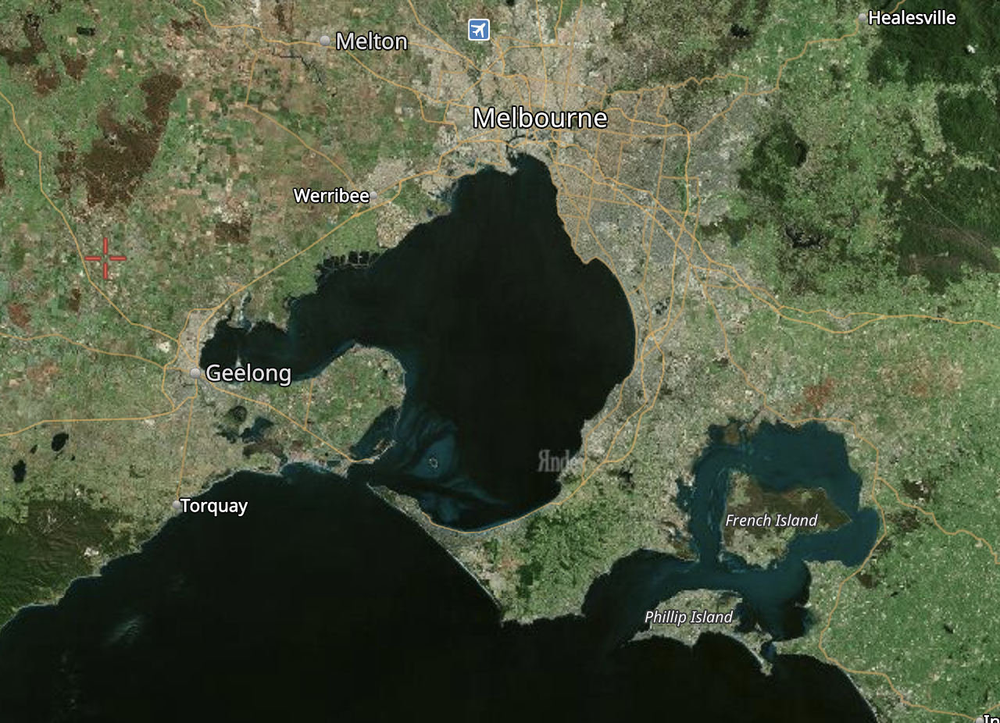 Healesville
Melton
Melbourne
Werribee
Geelong
French Island
Torquay
Phillip Island